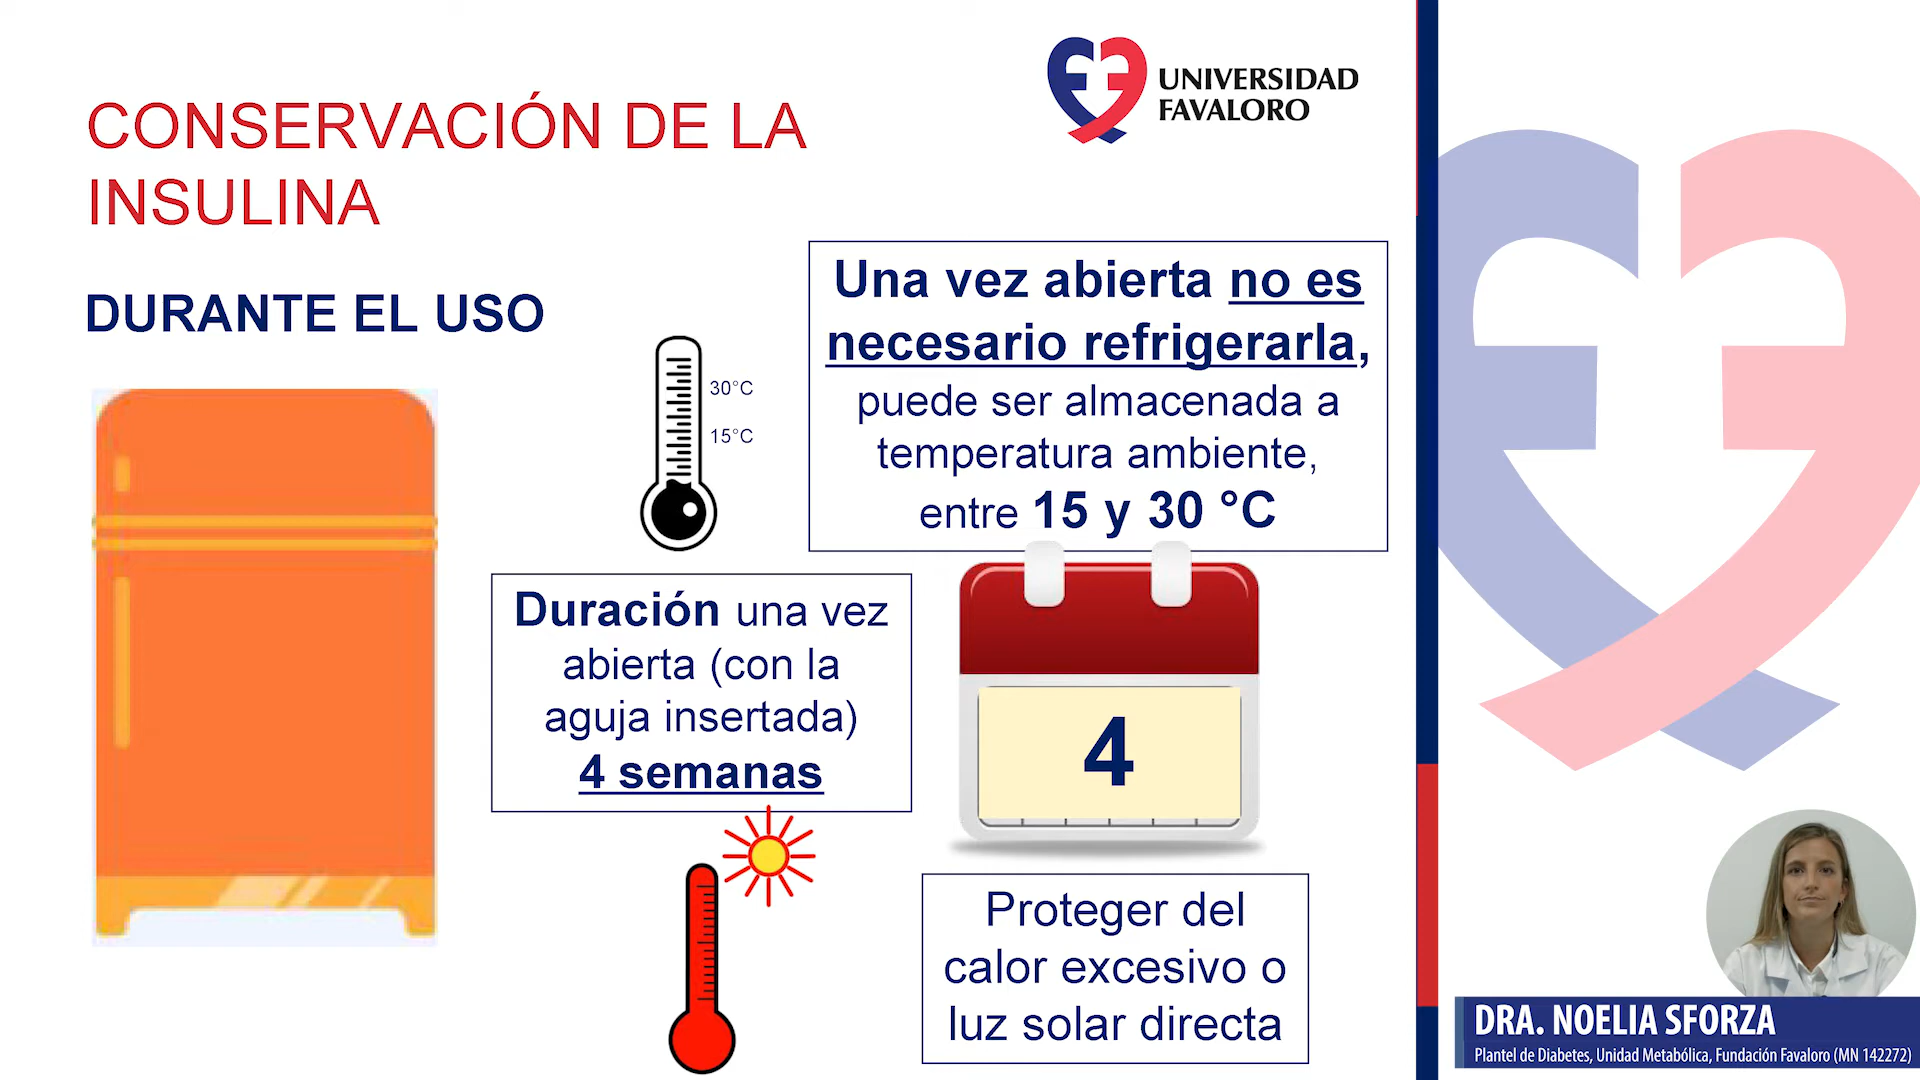 UNIVERSIDAD
FAVALORO
CONSERVACIÓN DE LA
INSULINA
DURANTE EL USO
30°C
15°C
Una vez abierta no es
necesario refrigerarla,
puede ser almacenada a
temperatura ambiente,
entre 15 y 30 °C
Duración una vez
abierta (con la
aguja insertada)
4 semanas
4
Proteger del
calor excesivo o
luz solar directa
DRA. NOELIA SFORZA
Plantel de Diabetes, Unidad Metabólica, Fundación Favaloro (MN 142272)